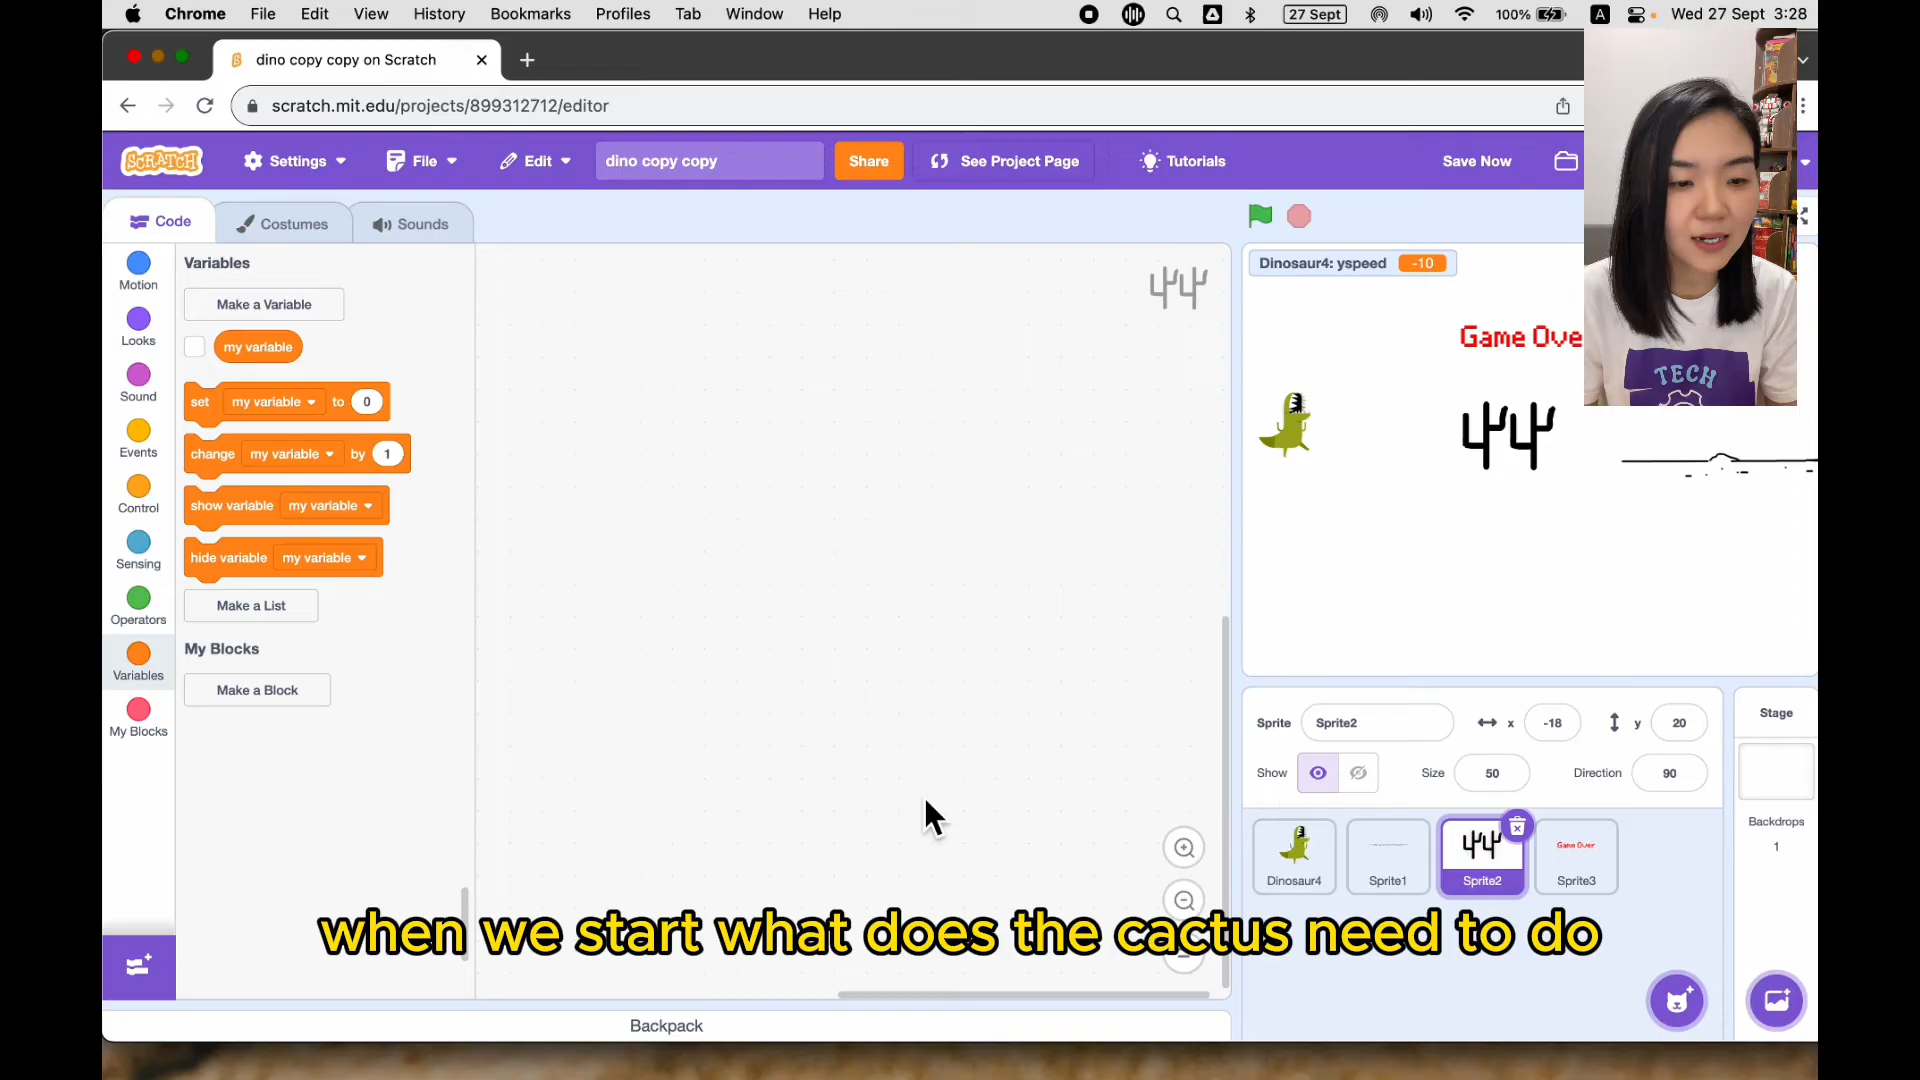 Chrome File Edit View History Bookmarks Profiles Tab Window Help 27 Sept 100% A Wed 27 Sept 3:28
dino copy copy on Scratch
scratch.mit.edu/projects/899312712/editor
SCRATCH Settings File Edit dino copy copy Share See Project Page Tutorials Save Now
Code Costumes Sounds
Motion
Looks
Sound
Events
Control
Sensing
Operators
Variables
My Blocks
Variables
Make a Variable
my variable
set my variable to 0
change my variable by 1
show variable my variable
hide variable my variable
Make a List
My Blocks
Make a Block
Dinosaur4: yspeed -10
Game Ove
TECH
Sprite Sprite2 x -18 y 20
Show Size 50 Direction 90
Dinosaur4 Sprite1 Sprite2 Sprite3
Game Over
Stage
Backdrops
1
when we start what does the cactus need to do
Backpack